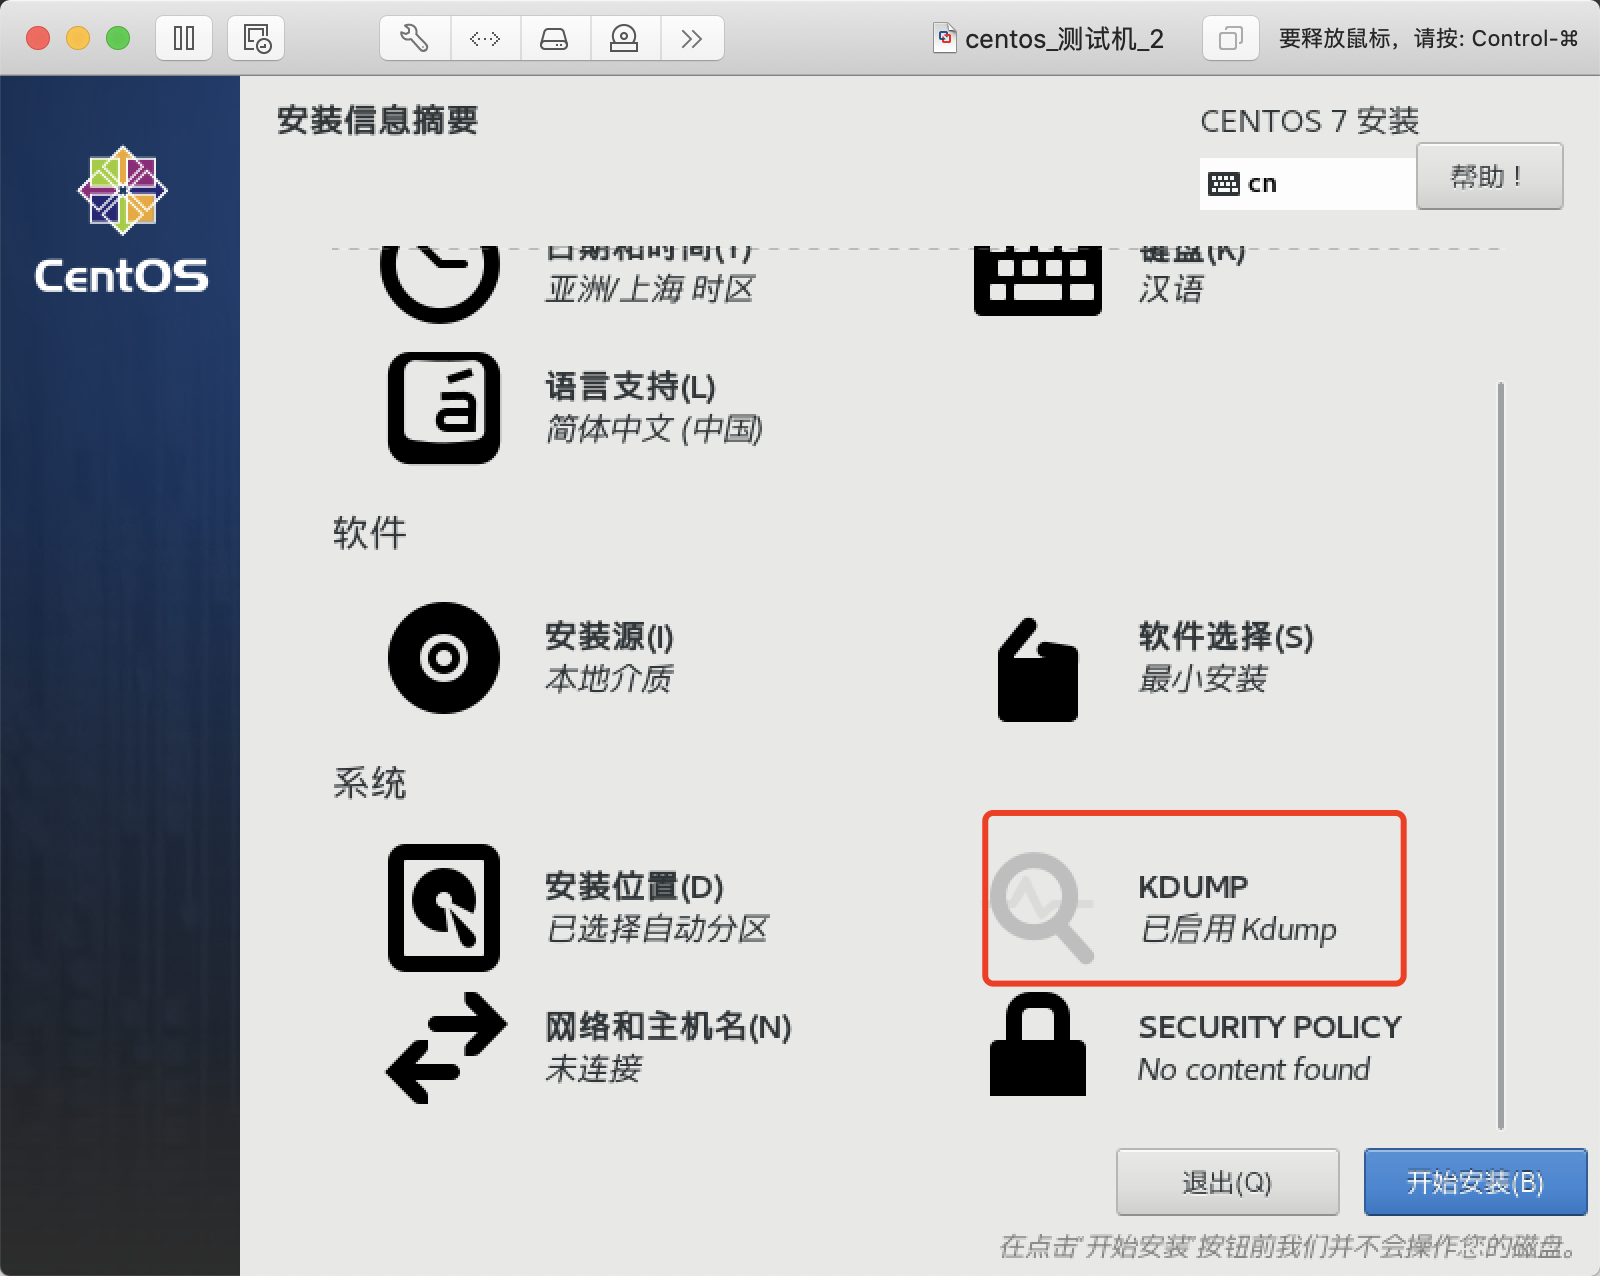 centos_测试机_2
要释放鼠标，请按: Control-⌘
安装信息摘要
CENTOS 7 安装
cn
帮助！
CentOS
日期和时间(T)
亚洲/上海 时区
键盘(K)
汉语
语言支持(L)
简体中文 (中国)
软件
安装源(I)
本地介质
软件选择(S)
最小安装
系统
安装位置(D)
已选择自动分区
KDUMP
已启用 Kdump
网络和主机名(N)
未连接
SECURITY POLICY
No content found
退出(Q)
开始安装(B)
在点击“开始安装”按钮前我们并不会操作您的磁盘。